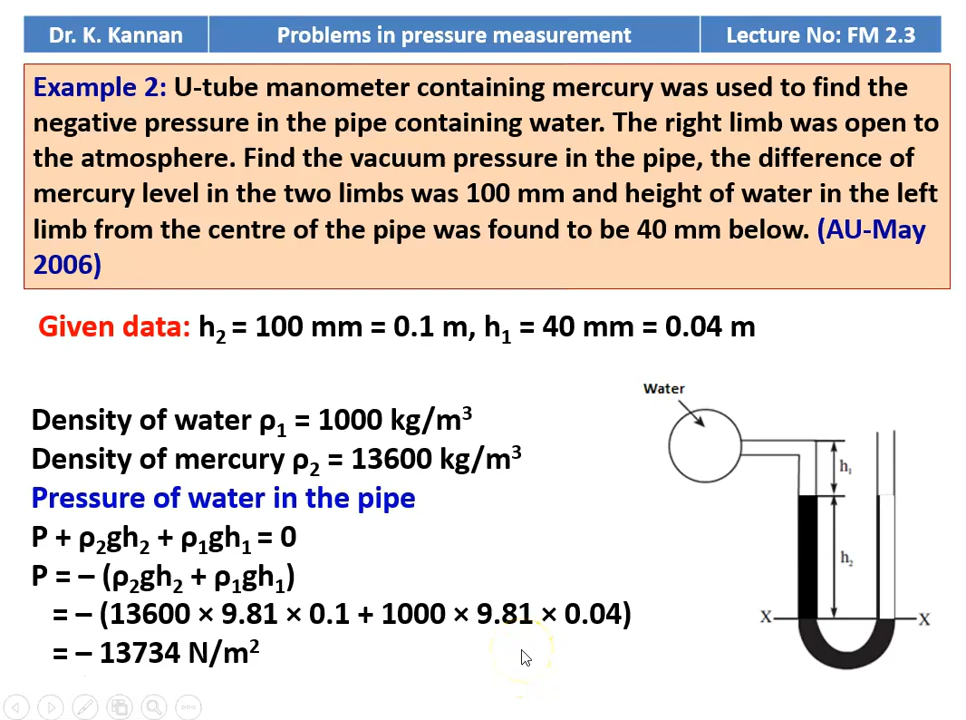 Dr. K. Kannan
Problems in pressure measurement
Lecture No: FM 2.3
Example 2: U-tube manometer containing mercury was used to find the
negative pressure in the pipe containing water. The right limb was open to
the atmosphere. Find the vacuum pressure in the pipe, the difference of
mercury level in the two limbs was 100 mm and height of water in the left
limb from the centre of the pipe was found to be 40 mm below. (AU-May
2006)
Given data: h₂ = 100 mm = 0.1 m, h₁ = 40 mm = 0.04 m
Density of water ρ₁ = 1000 kg/m³
Density of mercury ρ₂ = 13600 kg/m³
Pressure of water in the pipe
P + ρ₂gh₂ + ρ₁gh₁ = 0
P = – (ρ₂gh₂ + ρ₁gh₁)
= – (13600 × 9.81 × 0.1 + 1000 × 9.81 × 0.04)
= – 13734 N/m²
Water
h₁
h₂
X
X